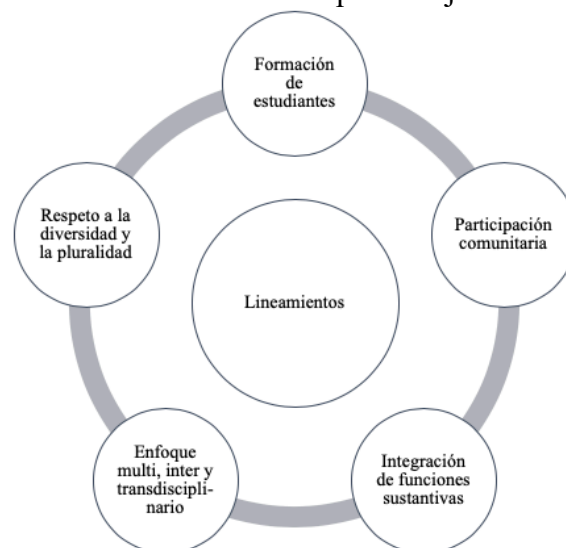 Formación
de
estudiantes
Respeto a la
diversidad y
la pluralidad
Participación
comunitaria
Lineamientos
Enfoque
multi, inter y
transdiscipli-
nario
Integración
de funciones
sustantivas